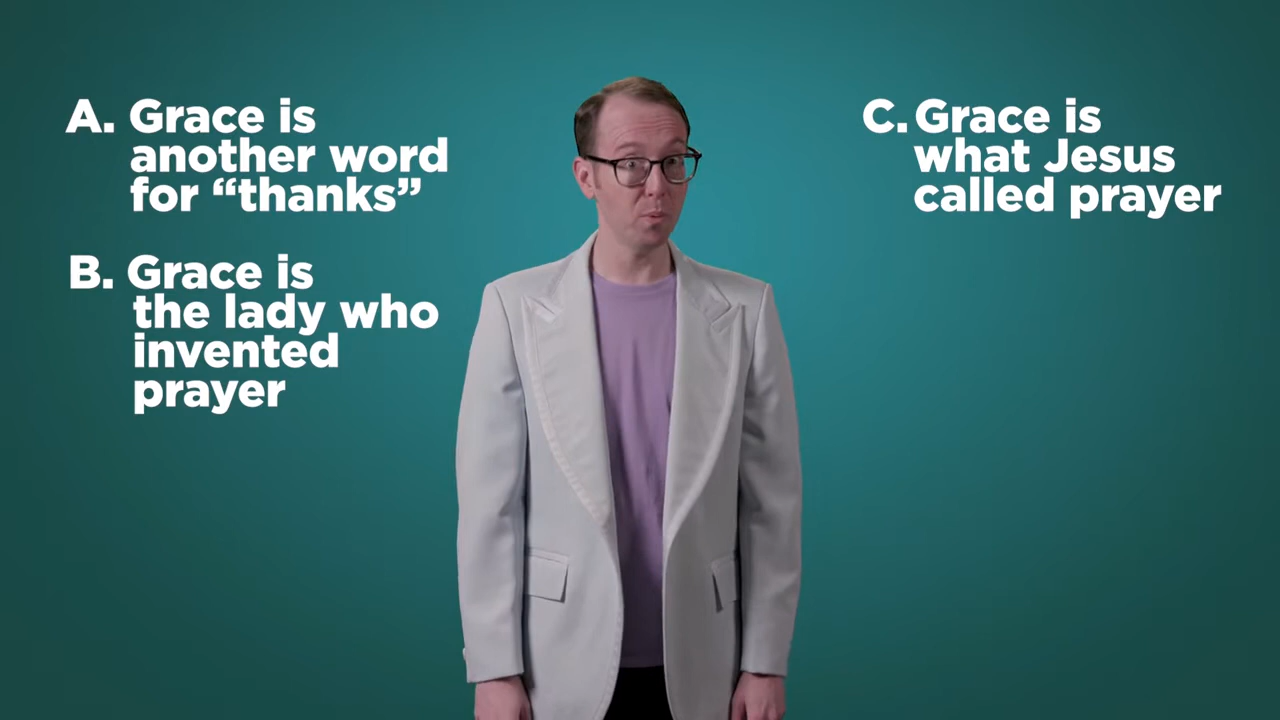 A. Grace is
another word
for “thanks”
B. Grace is
the lady who
invented
prayer
C. Grace is
what Jesus
called prayer